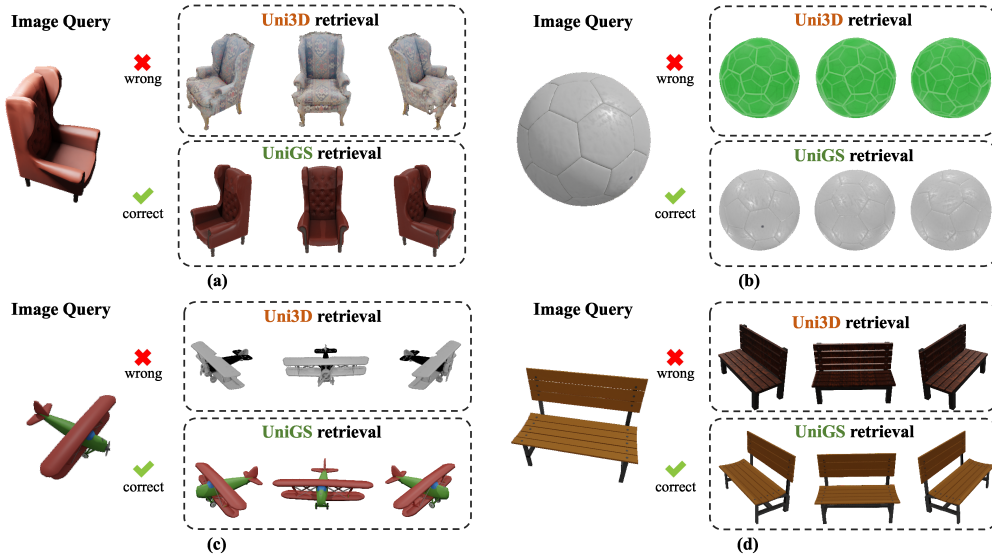 Image Query
Uni3D retrieval
wrong
UniGS retrieval
correct
(a)
Image Query
Uni3D retrieval
wrong
UniGS retrieval
correct
(b)
Image Query
Uni3D retrieval
wrong
UniGS retrieval
correct
(c)
Image Query
Uni3D retrieval
wrong
UniGS retrieval
correct
(d)